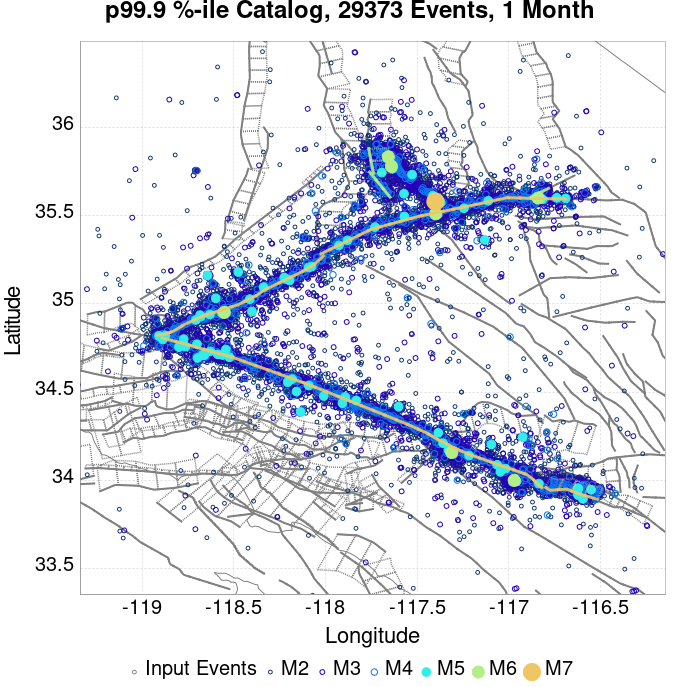 p99.9 %-ile Catalog, 29373 Events, 1 Month
36
35.5
35
34.5
34
33.5
Latitude
-119 -118.5 -118 -117.5 -117 -116.5
Longitude
Input Events M2 M3 M4 M5 M6 M7